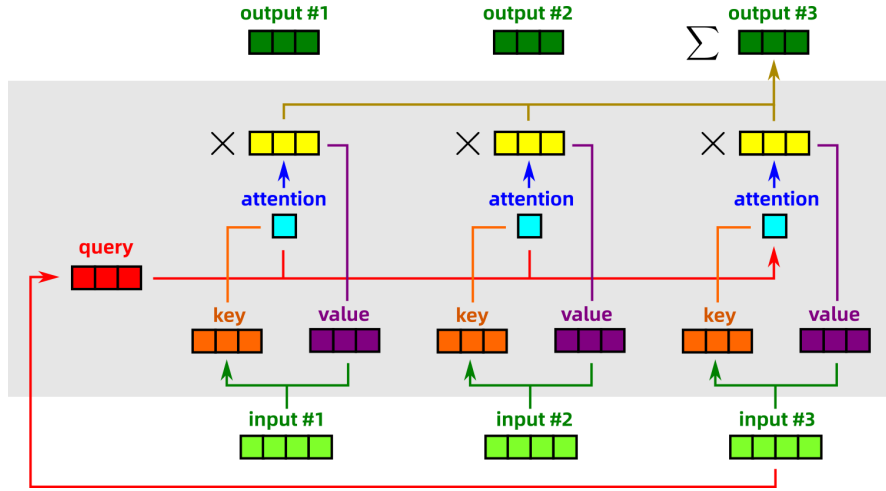 output #1
output #2
output #3
∑
×
×
×
attention
attention
attention
query
key
value
key
value
key
value
input #1
input #2
input #3